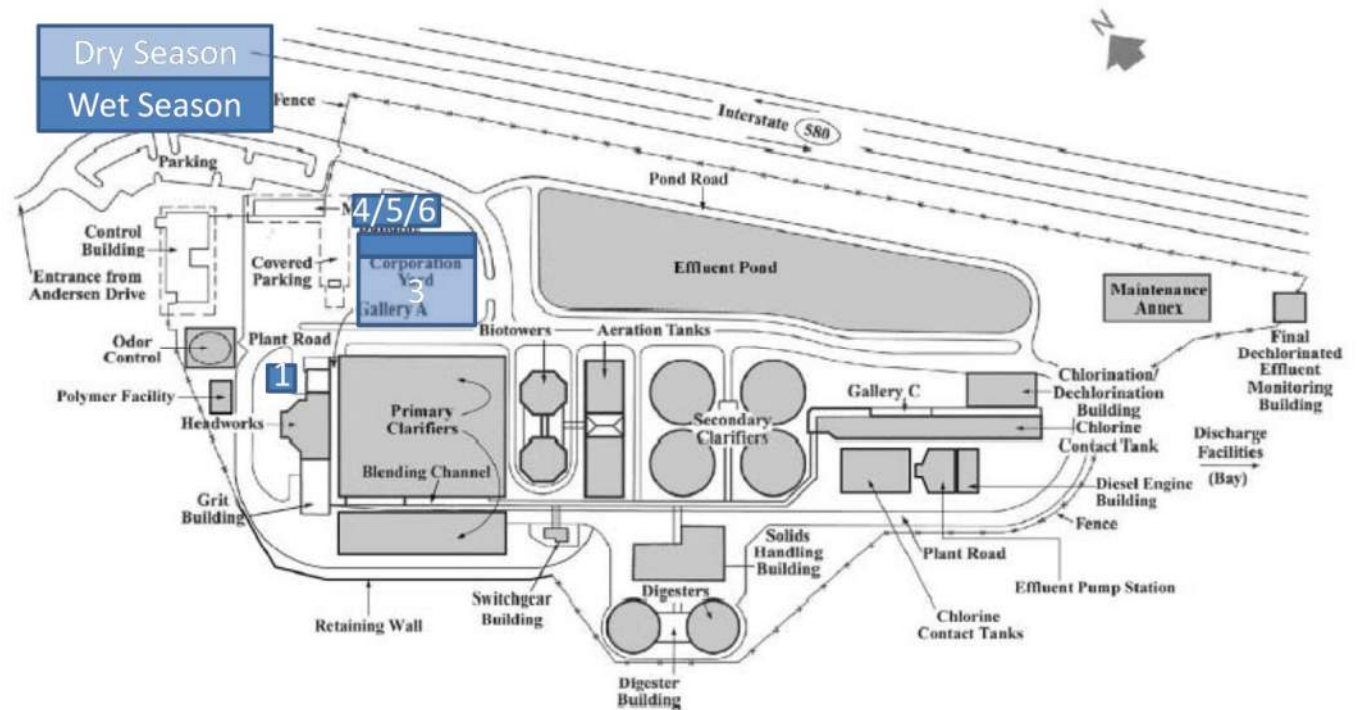 Dry Season
Wet Season
Fence
N
Interstate 580
Parking
Pond Road
4/5/6
Control
Building
Covered
Parking
Corporation
Yard
3
Gallery A
Effluent Pond
Entrance from
Andersen Drive
Maintenance
Annex
Odor
Control
Plant Road
Biotowers
Aeration Tanks
Final
Dechlorinated
Effluent
Monitoring
Building
1
Polymer Facility
Headworks
Primary
Clarifiers
Secondary
Clarifiers
Gallery C
Chlorination/
Dechlorination
Building
Chlorine
Contact Tank
Discharge
Facilities
(Bay)
Blending Channel
Grit
Building
Diesel Engine
Building
Fence
Solids
Handling
Building
Plant Road
Effluent Pump Station
Switchgear
Building
Digesters
Retaining Wall
Chlorine
Contact Tanks
Digester
Building